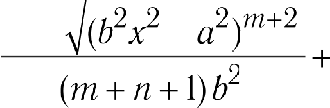 √(b²x² a²)^{m+2}
(m + n + 1) b² +